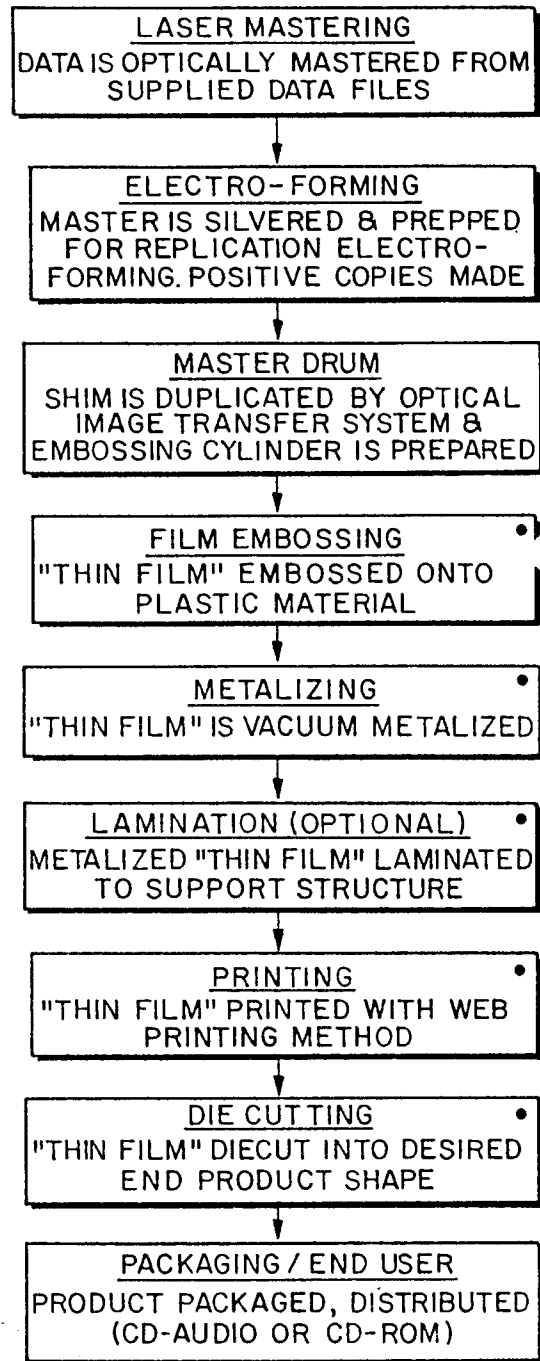 LASER MASTERING
DATA IS OPTICALLY MASTERED FROM
SUPPLIED DATA FILES
ELECTRO-FORMING
MASTER IS SILVERED & PREPPED
FOR REPLICATION ELECTRO-
FORMING. POSITIVE COPIES MADE
MASTER DRUM
SHIM IS DUPLICATED BY OPTICAL
IMAGE TRANSFER SYSTEM &
EMBOSSING CYLINDER IS PREPARED
FILM EMBOSSING
"THIN FILM" EMBOSSED ONTO
PLASTIC MATERIAL
METALIZING
"THIN FILM" IS VACUUM METALIZED
LAMINATION (OPTIONAL)
METALIZED "THIN FILM" LAMINATED
TO SUPPORT STRUCTURE
PRINTING
"THIN FILM" PRINTED WITH WEB
PRINTING METHOD
DIE CUTTING
"THIN FILM" DIECUT INTO DESIRED
END PRODUCT SHAPE
PACKAGING / END USER
PRODUCT PACKAGED, DISTRIBUTED
(CD-AUDIO OR CD-ROM)